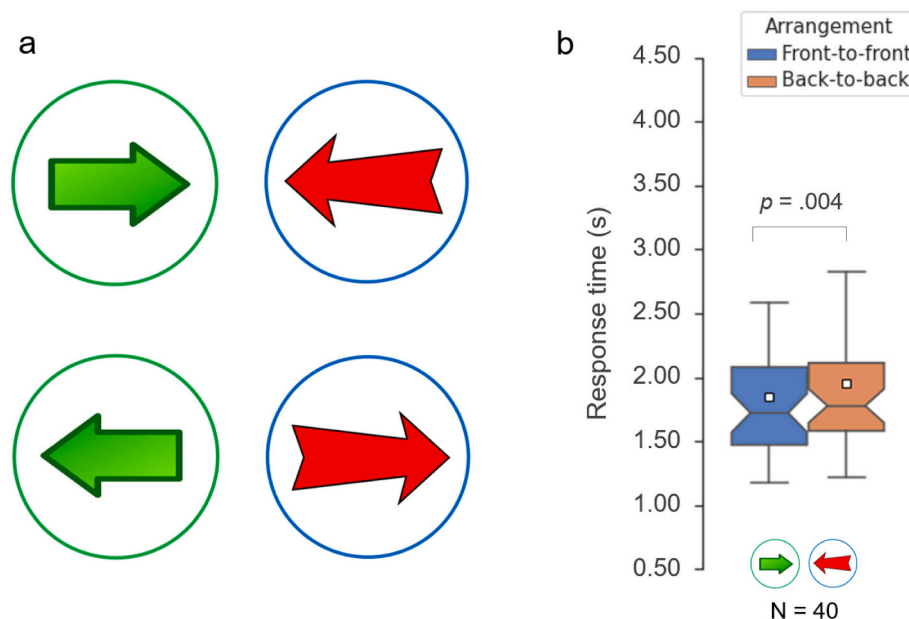 a
b
Arrangement
Front-to-front
Back-to-back
Response time (s)
4.50
4.00
3.50
3.00
2.50
2.00
1.50
1.00
0.50
p = .004
N = 40